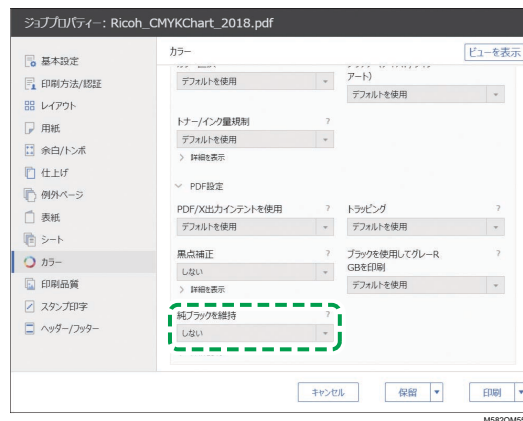 ジョブプロパティー: Ricoh_CMYKChart_2018.pdf
基本設定
印刷方法/認証
レイアウト
用紙
余白/トンボ
仕上げ
例外ページ
表紙
シート
カラー
印刷品質
スタンプ印字
ヘッダー/フッター
カラー
ビューを表示
アート)
デフォルトを使用
デフォルトを使用
トナー/インク量規制 ?
デフォルトを使用
> 詳細を表示
PDF設定
PDF/X出力インテントを使用 ?
デフォルトを使用
トラッピング ?
デフォルトを使用
黒点補正 ?
しない
> 詳細を表示
ブラックを使用してグレーR ?
GBを印刷
デフォルトを使用
純ブラックを維持 ?
しない
キャンセル
保留
印刷